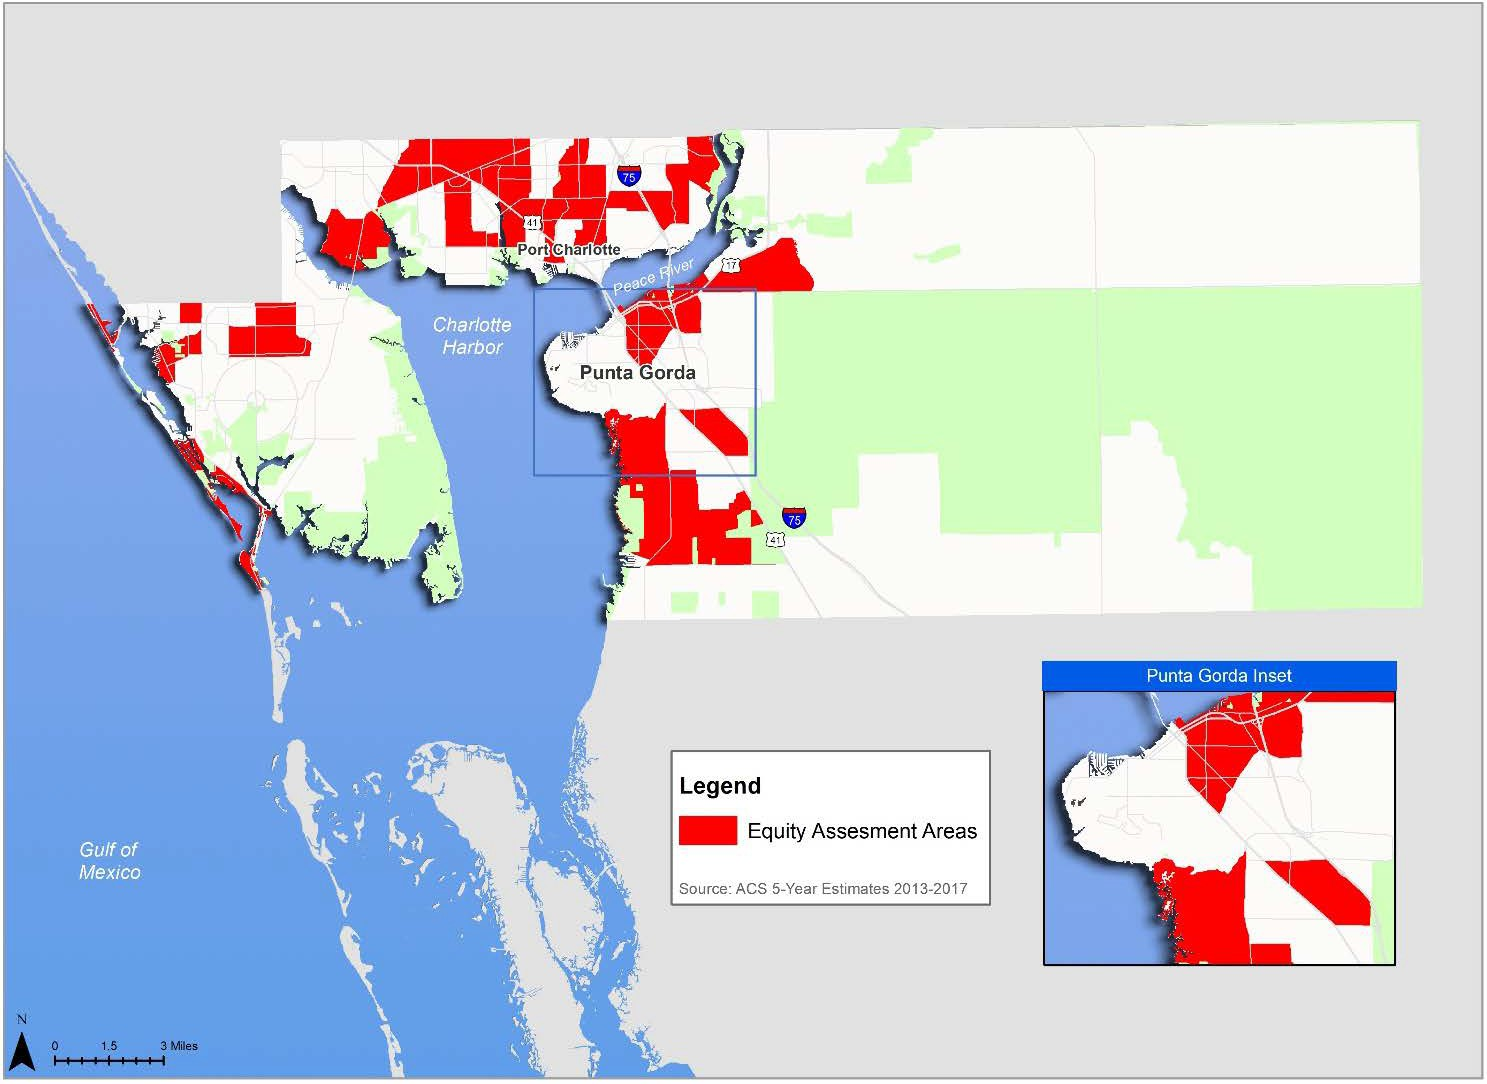 75
41
Port Charlotte
17
Peace River
Charlotte
Harbor
Punta Gorda
75
41
Punta Gorda Inset
Legend
Equity Assesment Areas
Source: ACS 5-Year Estimates 2013-2017
Gulf of
Mexico
N
0 1.5 3 Miles